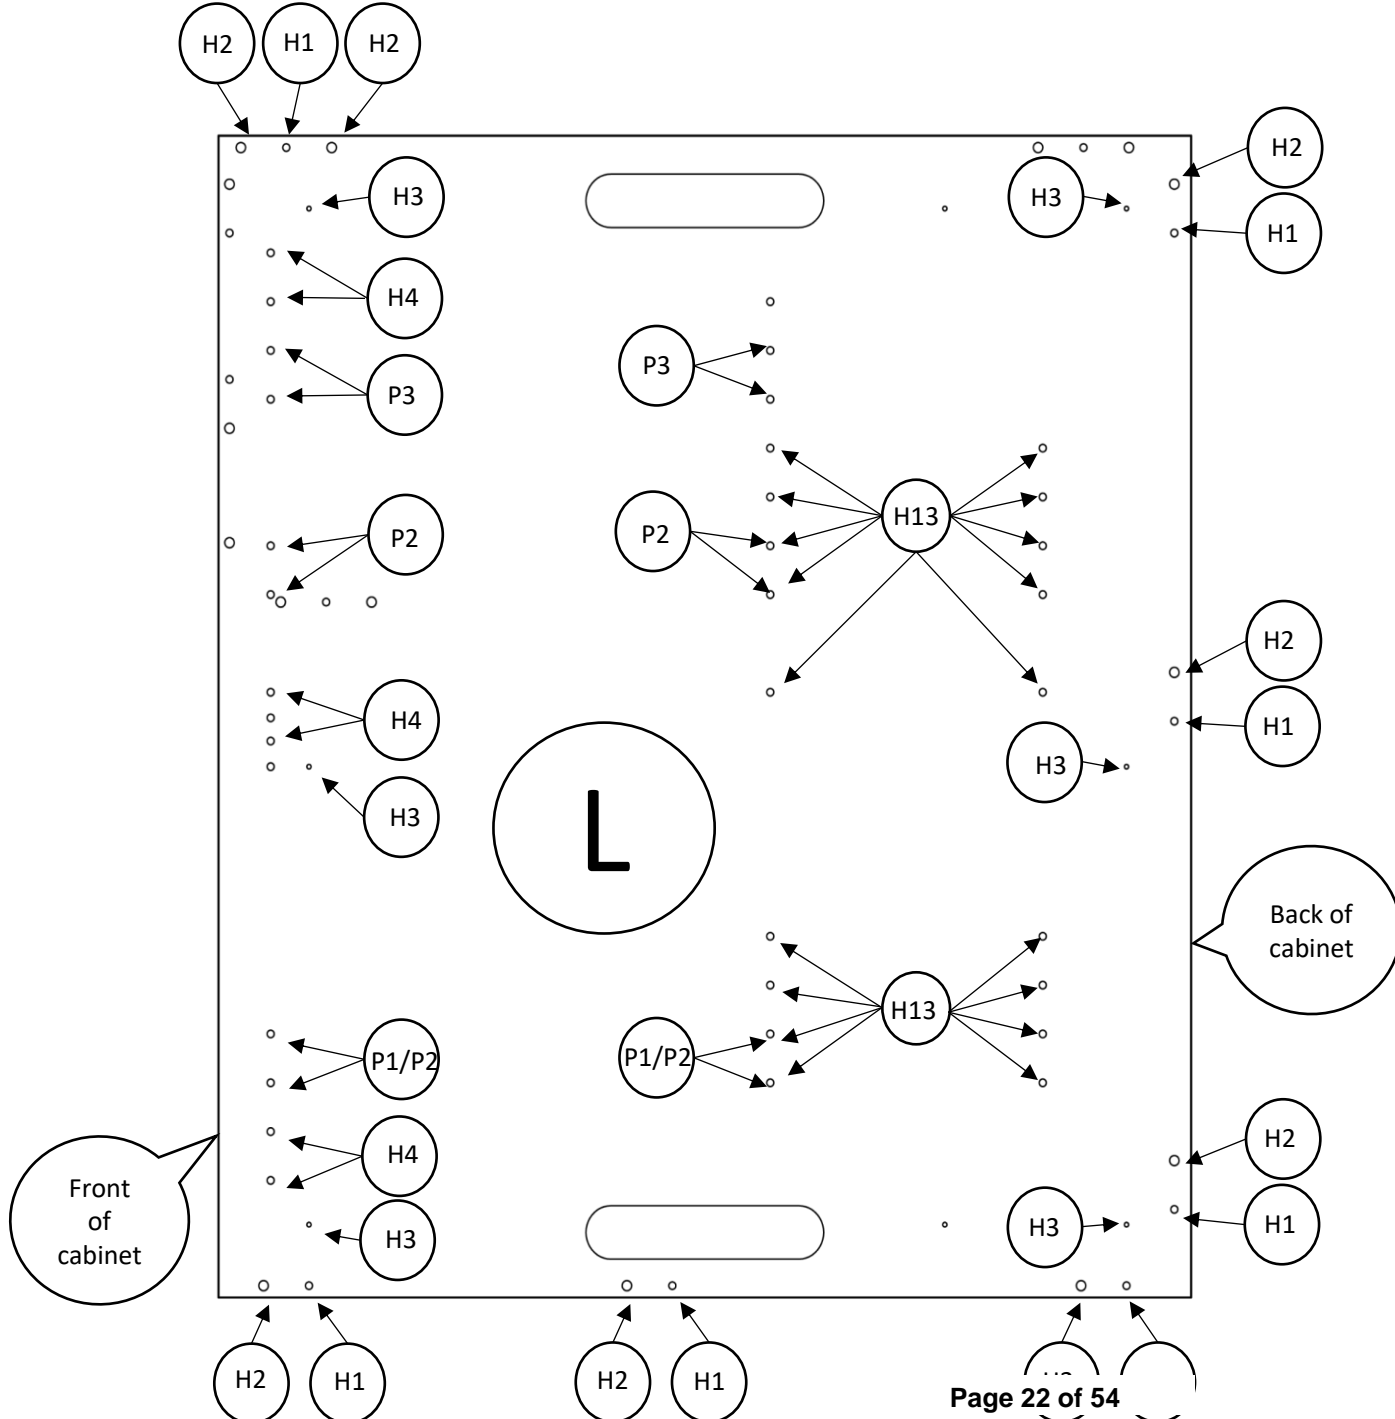 H2 H1 H2
H2
H3
H3
H1
H4
P3
P3
H13
P2
P2
H2
H4
H1
H3
H3
L
Back of
cabinet
H13
P1/P2
P1/P2
H2
H4
Front
of
cabinet
H3
H1
H3
H2
H1
H2
H1
Page 22 of 54